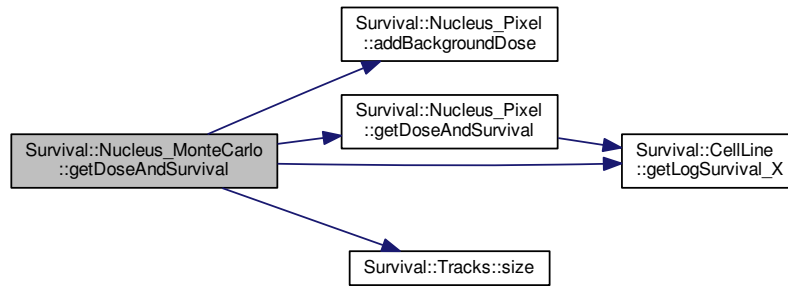 Survival::Nucleus_Pixel
::addBackgroundDose
Survival::Nucleus_MonteCarlo
::getDoseAndSurvival
Survival::Nucleus_Pixel
::getDoseAndSurvival
Survival::CellLine
::getLogSurvival_X
Survival::Tracks::size